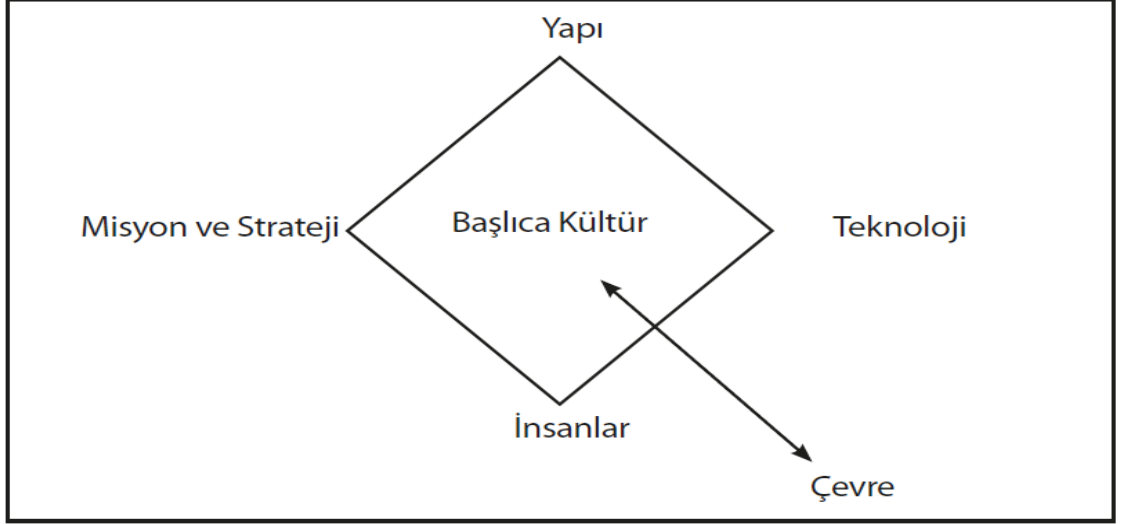 Yapı
Misyon ve Strateji
Başlıca Kültür
Teknoloji
İnsanlar
Çevre